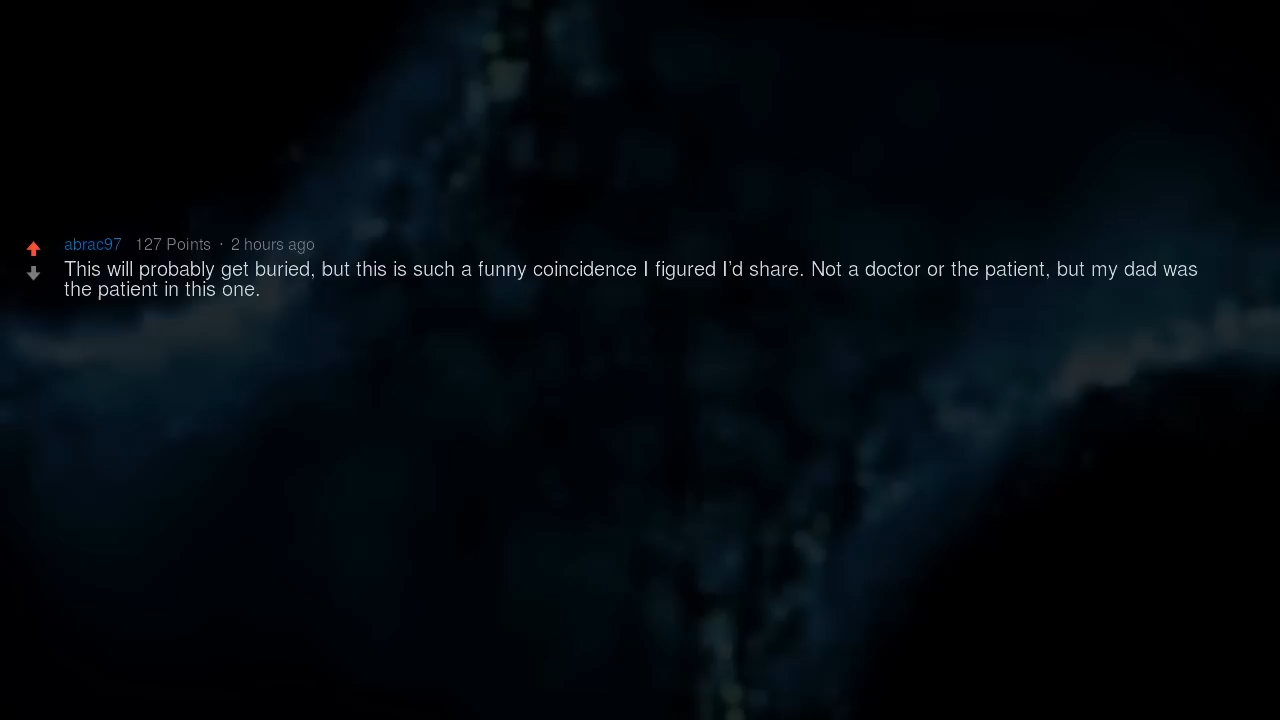 abrac97 127 Points · 2 hours ago
This will probably get buried, but this is such a funny coincidence I figured I'd share. Not a doctor or the patient, but my dad was
the patient in this one.